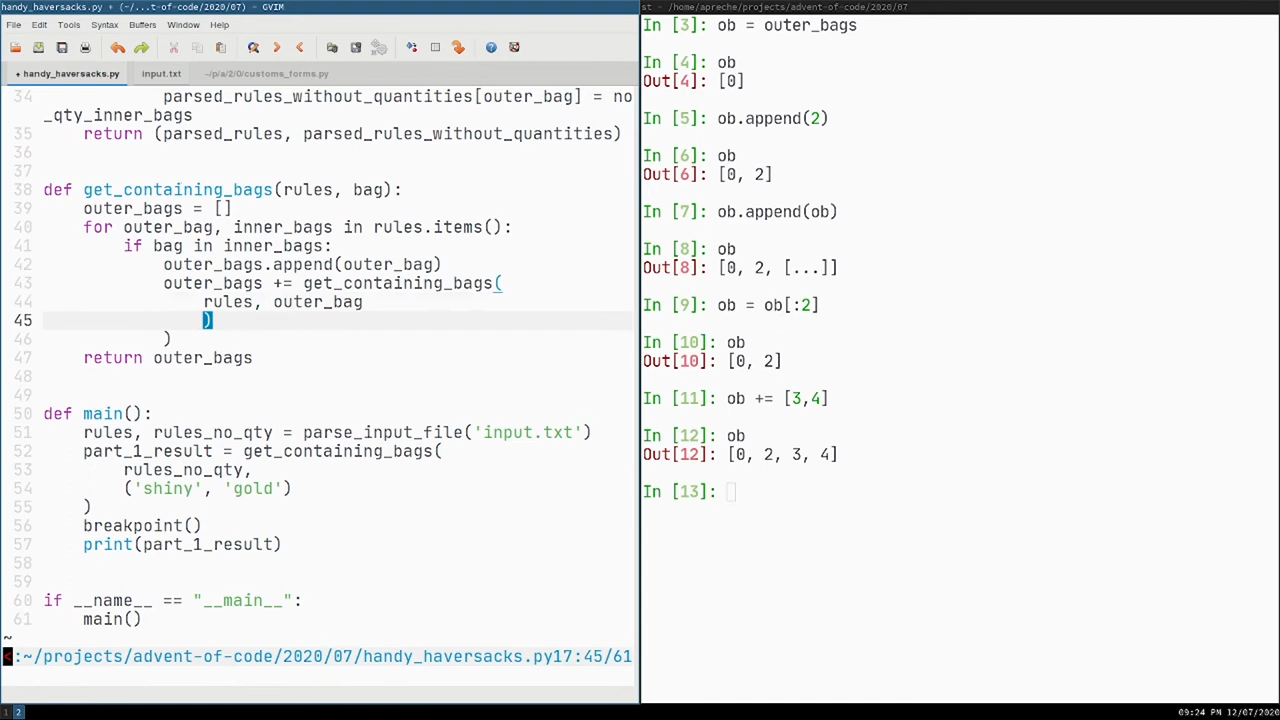 handy_haversacks.py + (~/...t-of-code/2020/07) - GVIM
File Edit Tools Syntax Buffers Window Help
+ handy_haversacks.py input.txt ~/p/a/2/0/customs_forms.py
34 parsed_rules_without_quantities[outer_bag] = no
_qty_inner_bags
35 return (parsed_rules, parsed_rules_without_quantities)
36
37
38 def get_containing_bags(rules, bag):
39 outer_bags = []
40 for outer_bag, inner_bags in rules.items():
41 if bag in inner_bags:
42 outer_bags.append(outer_bag)
43 outer_bags += get_containing_bags(
44 rules, outer_bag
45 )
46 )
47 return outer_bags
48
49
50 def main():
51 rules, rules_no_qty = parse_input_file('input.txt')
52 part_1_result = get_containing_bags(
53 rules_no_qty,
54 ('shiny', 'gold')
55 )
56 breakpoint()
57 print(part_1_result)
58
59
60 if __name__ == "__main__":
61 main()
~
<:~/projects/advent-of-code/2020/07/handy_haversacks.py17:45/61
st - /home/apreche/projects/advent-of-code/2020/07
In [3]: ob = outer_bags
In [4]: ob
Out[4]: [0]
In [5]: ob.append(2)
In [6]: ob
Out[6]: [0, 2]
In [7]: ob.append(ob)
In [8]: ob
Out[8]: [0, 2, [...]]
In [9]: ob = ob[:2]
In [10]: ob
Out[10]: [0, 2]
In [11]: ob += [3,4]
In [12]: ob
Out[12]: [0, 2, 3, 4]
In [13]:
1 2 09:24 PM 12/07/2020